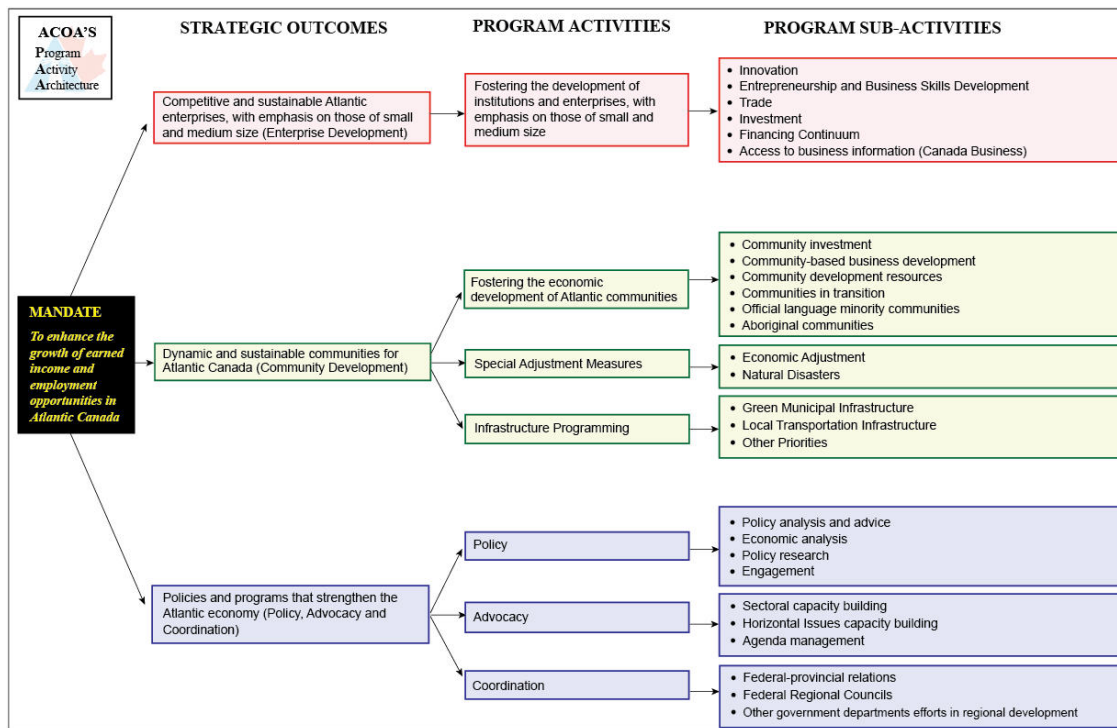 ACOA'S
Program
Activity
Architecture
STRATEGIC OUTCOMES
PROGRAM ACTIVITIES
PROGRAM SUB-ACTIVITIES
Competitive and sustainable Atlantic
enterprises, with emphasis on those of small
and medium size (Enterprise Development)
Fostering the development of
institutions and enterprises, with
emphasis on those of small and
medium size
• Innovation
• Entrepreneurship and Business Skills Development
• Trade
• Investment
• Financing Continuum
• Access to business information (Canada Business)
MANDATE
To enhance the
growth of earned
income and
employment
opportunities in
Atlantic Canada
Dynamic and sustainable communities for
Atlantic Canada (Community Development)
Fostering the economic
development of Atlantic communities
• Community investment
• Community-based business development
• Community development resources
• Communities in transition
• Official language minority communities
• Aboriginal communities
Special Adjustment Measures
• Economic Adjustment
• Natural Disasters
Infrastructure Programming
• Green Municipal Infrastructure
• Local Transportation Infrastructure
• Other Priorities
Policies and programs that strengthen the
Atlantic economy (Policy, Advocacy and
Coordination)
Policy
• Policy analysis and advice
• Economic analysis
• Policy research
• Engagement
Advocacy
• Sectoral capacity building
• Horizontal Issues capacity building
• Agenda management
Coordination
• Federal-provincial relations
• Federal Regional Councils
• Other government departments efforts in regional development